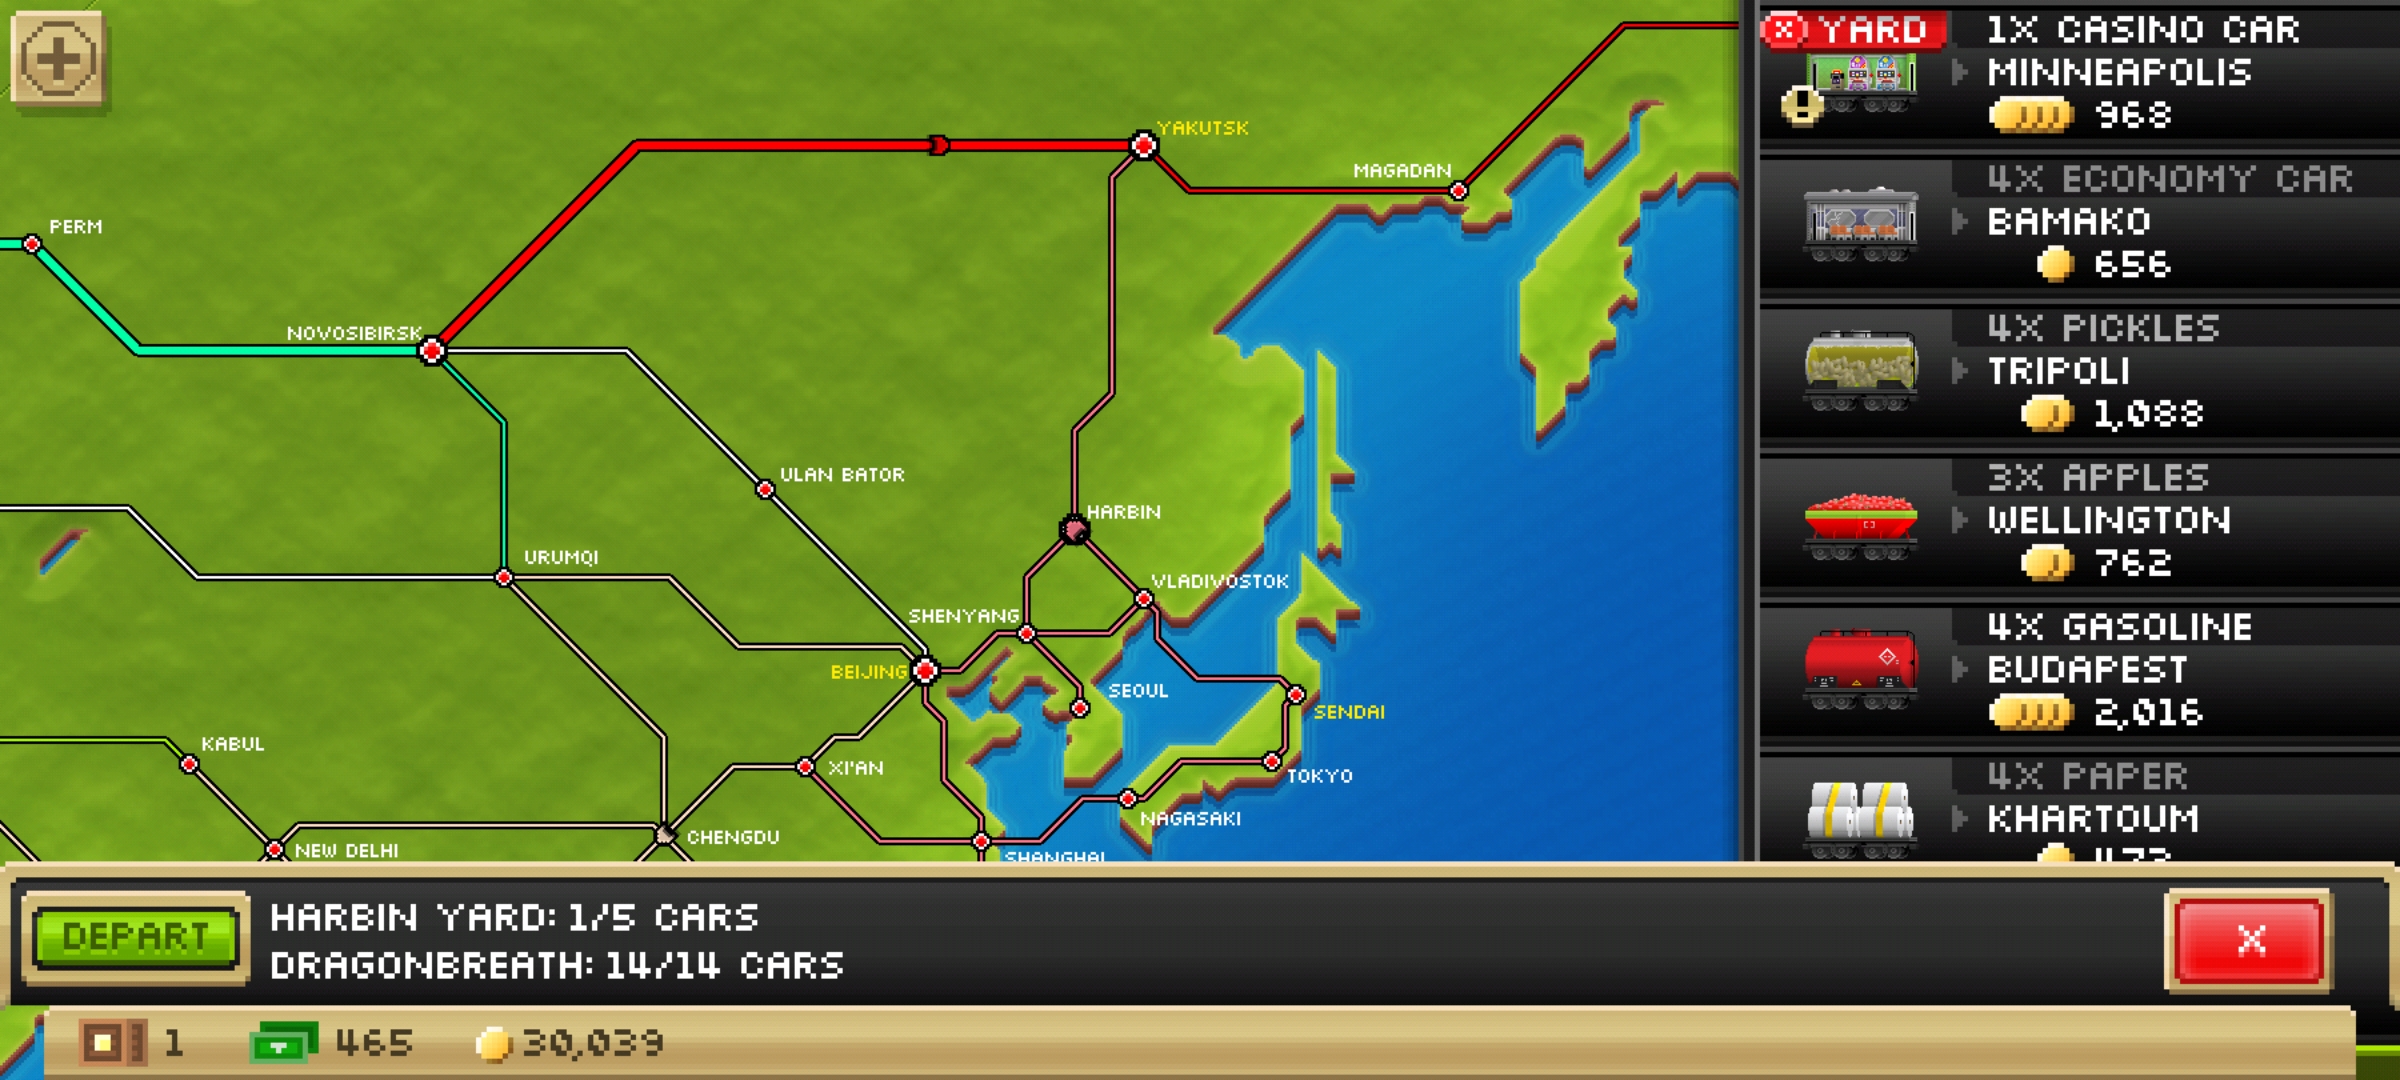 YARD
1X CASINO CAR
MINNEAPOLIS
968
4X ECONOMY CAR
BAMAKO
656
4X PICKLES
TRIPOLI
1,088
3X APPLES
WELLINGTON
762
4X GASOLINE
BUDAPEST
2,016
4X PAPER
KHARTOUM
YAKUTSK
MAGADAN
PERM
NOVOSIBIRSK
ULAN BATOR
HARBIN
URUMQI
VLADIVOSTOK
SHENYANG
BEIJING
SEOUL
SENDAI
KABUL
XI'AN
TOKYO
NAGASAKI
CHENGDU
NEW DELHI
SHANGHAI
DEPART
HARBIN YARD: 1/5 CARS
DRAGONBREATH: 14/14 CARS
X
1
465
30,039